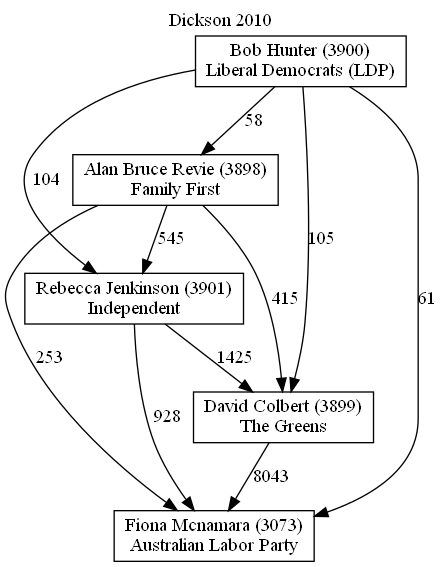 Dickson 2010
Bob Hunter (3900)
Liberal Democrats (LDP)
58
Alan Bruce Revie (3898)
Family First
104
545
105
Rebecca Jenkinson (3901)
Independent
415
61
253
1425
David Colbert (3899)
The Greens
928
8043
Fiona Mcnamara (3073)
Australian Labor Party